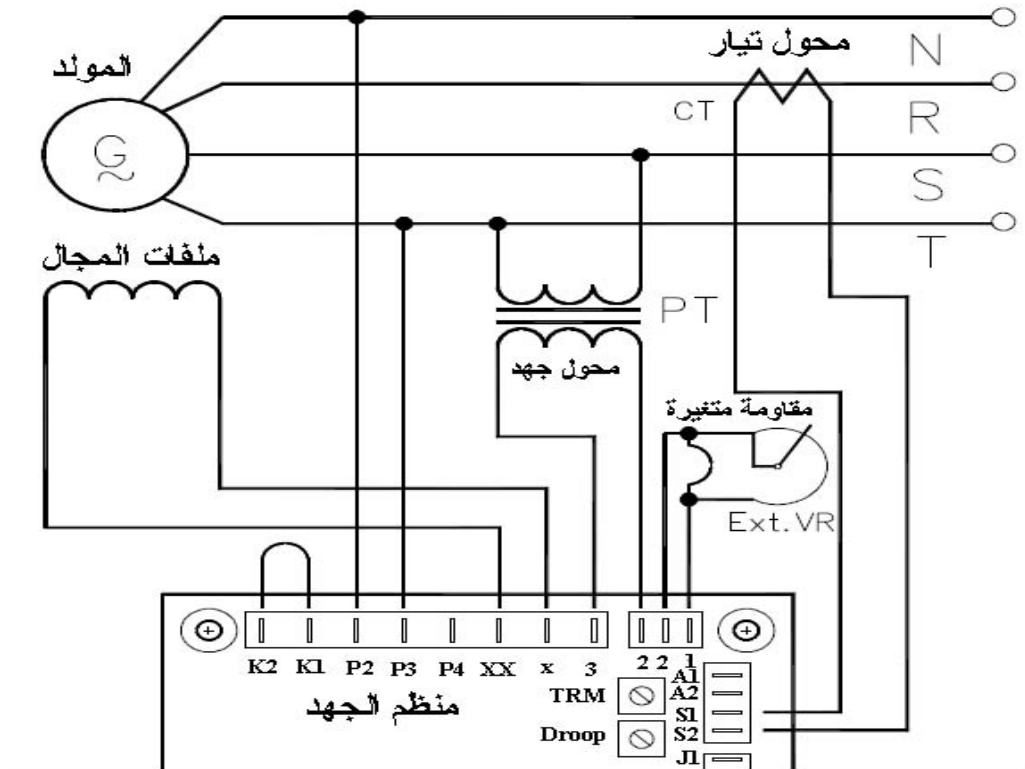 N
محول تيار
المولد
CT
R
G
S
T
ملفات المجال
PT
محول جهد
مقاومة متغيرة
Ext.VR
K2 K1 P2 P3 P4 XX x 3 2 2 1
A1
TRM A2
S1
Droop S2
J1
منظم الجهد